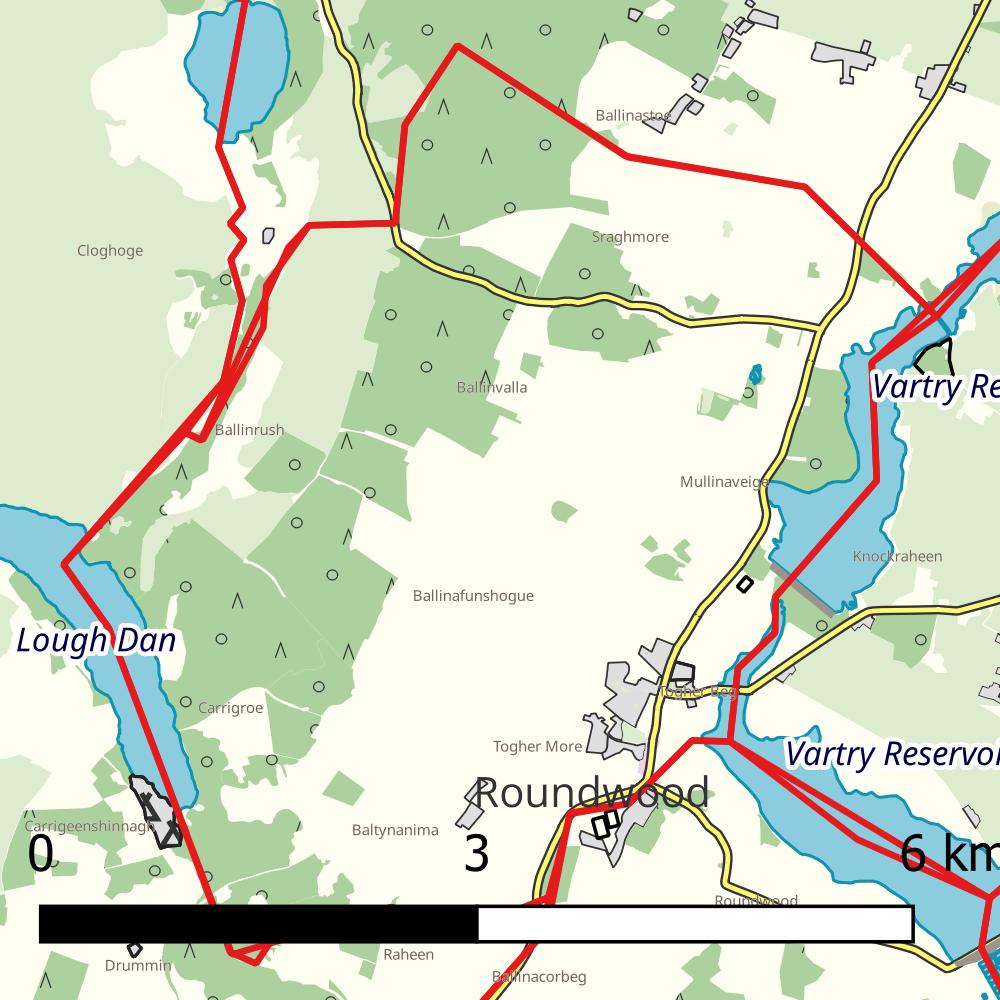 Ballinastoe
Sraghmore
Cloghoge
Vartry Re
Ballinvalla
Ballinrush
Mullinaveige
Knockraheen
Ballinafunshogue
Lough Dan
Togher Beg
Carrigroe
Togher More
Vartry Reservoi
Roundwood
Carrigeenshinnagh
Baltynanima
0
3
6 km
Roundwood
Raheen
Drummin
Ballinacorbeg